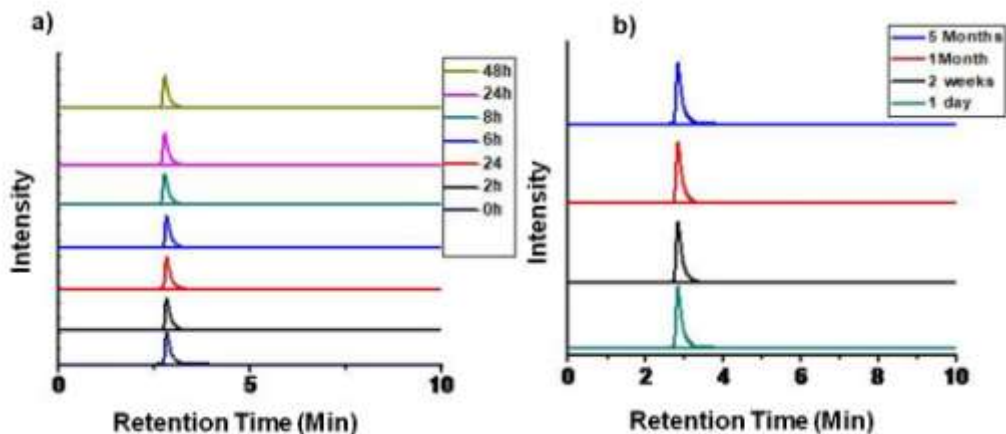 a)
48h
24h
8h
6h
24
2h
0h
Intensity
0
5
10
Retention Time (Min)
b)
5 Months
1Month
2 weeks
1 day
Intensity
0
2
4
6
8
10
Retention Time (Min)